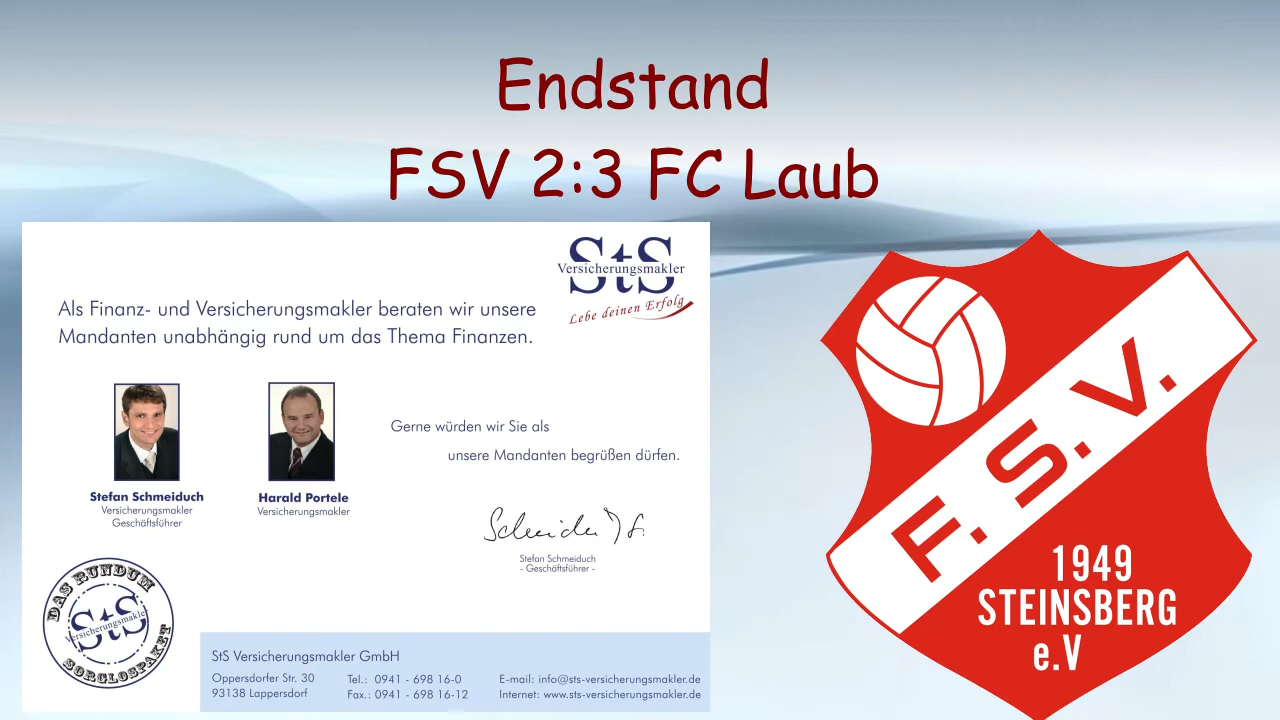 Endstand
FSV 2:3 FC Laub
StS
Versicherungsmakler
Lebe deinen Erfolg
Als Finanz- und Versicherungsmakler beraten wir unsere
Mandanten unabhängig rund um das Thema Finanzen.
Gerne würden wir Sie als
unsere Mandanten begrüßen dürfen.
Stefan Schmeiduch
Versicherungsmakler
Geschäftsführer
Harald Portele
Versicherungsmakler
Stefan Schmeiduch
- Geschäftsführer -
DAS RUNDUM
StS
Versicherungsmakler
SORGLOSPAKET
StS Versicherungsmakler GmbH
Oppersdorfer Str. 30
93138 Lappersdorf
Tel.: 0941 - 698 16-0
Fax.: 0941 - 698 16-12
E-mail: info@sts-versicherungsmakler.de
Internet: www.sts-versicherungsmakler.de
F. S. V.
1949
STEINSBERG
e.V